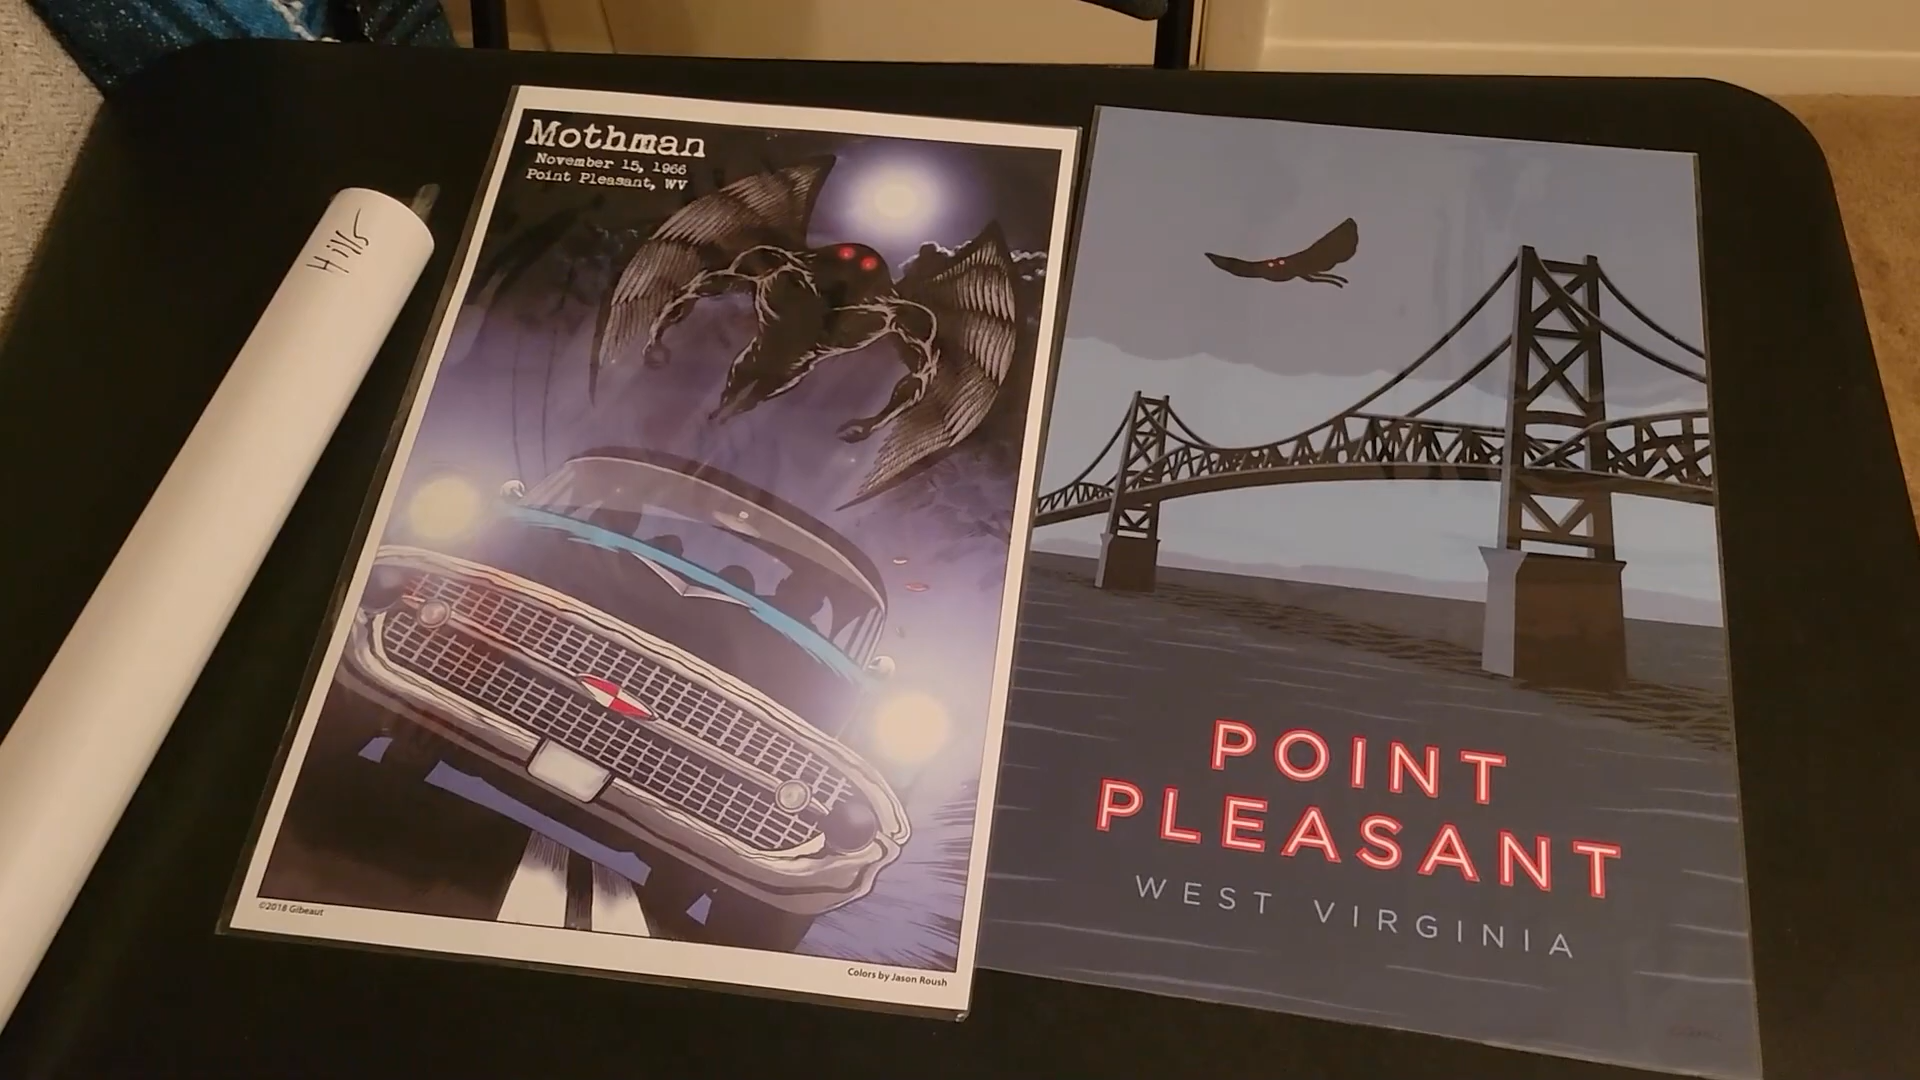 Hills
Mothman
November 15, 1966
Point Pleasant, WV
©2018 Gibeaut
Colors by Jason Roush
POINT
PLEASANT
WEST VIRGINIA